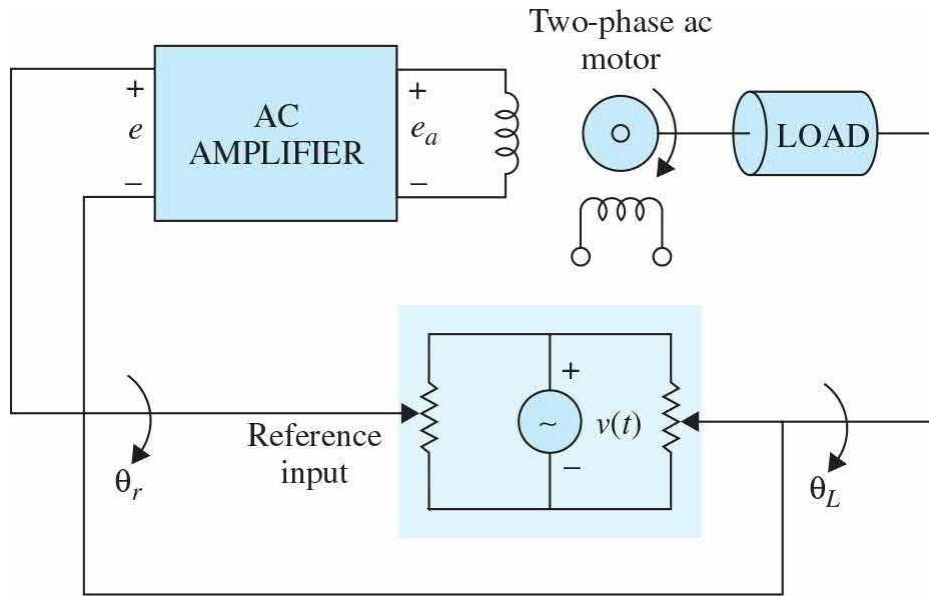 Two-phase ac
motor
+
e
−
AC
AMPLIFIER
+
e_a
−
LOAD
+
~
−
v(t)
Reference
input
θ_r
θ_L